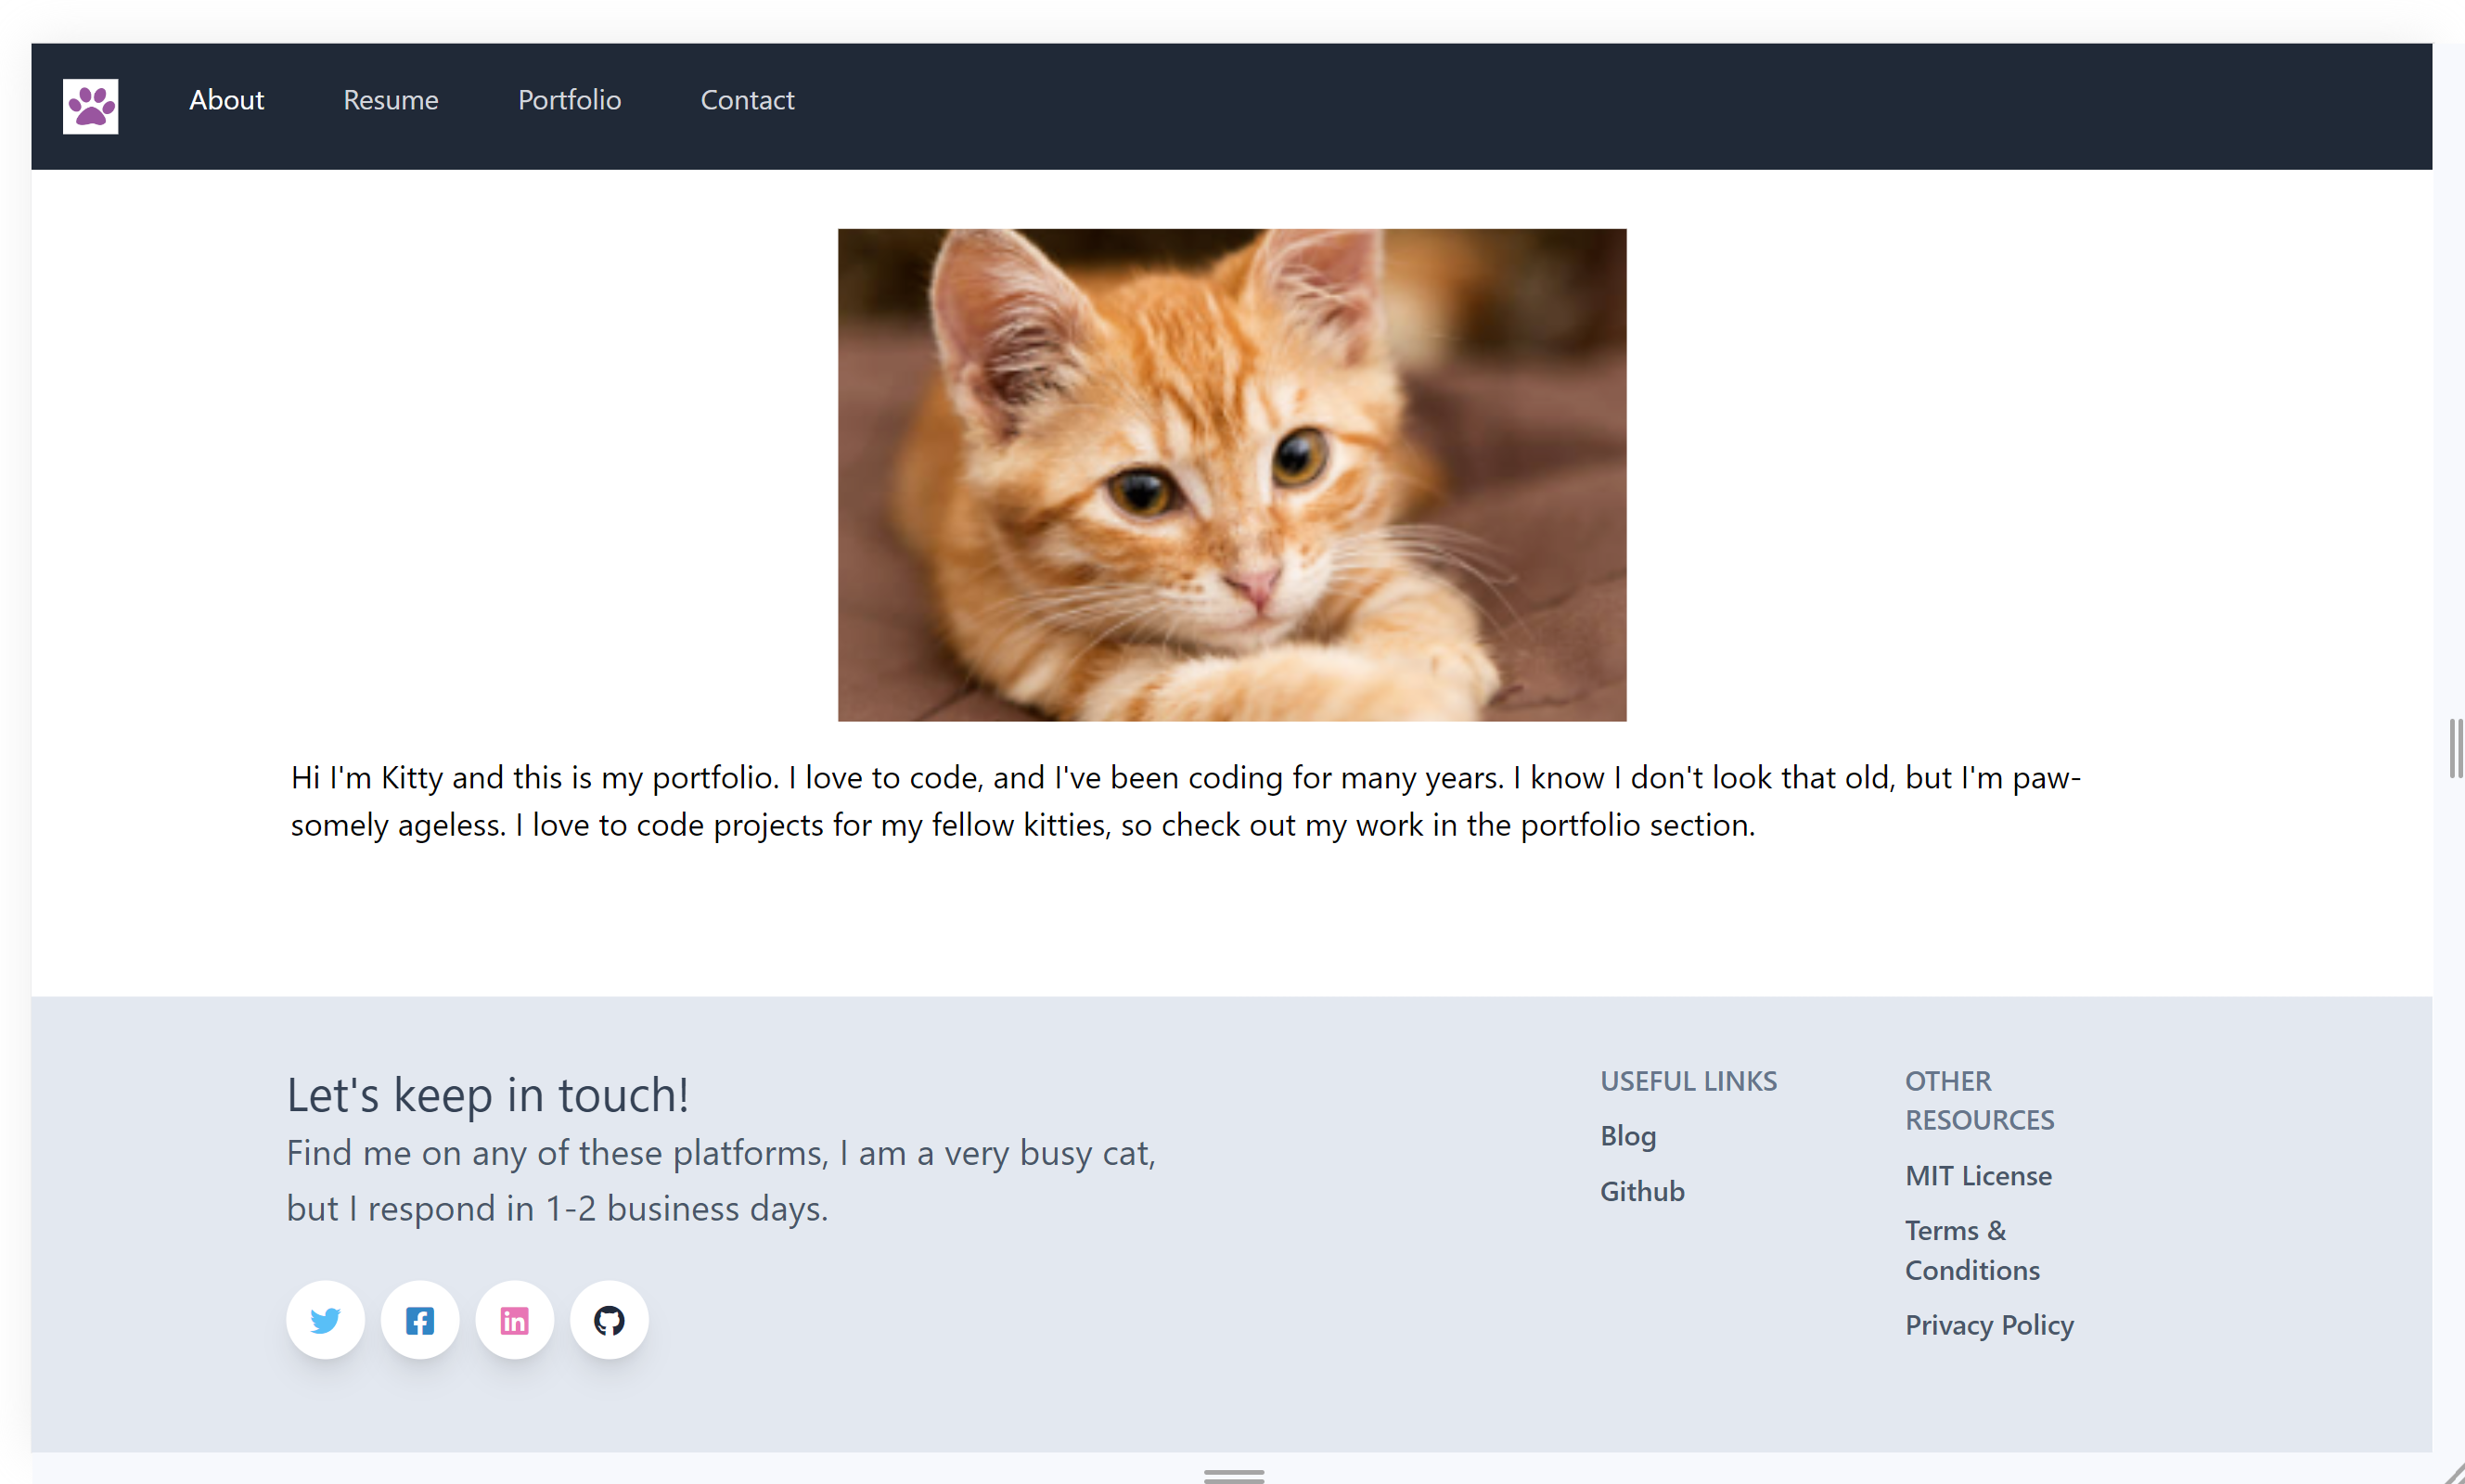 About Resume Portfolio Contact
Hi I'm Kitty and this is my portfolio. I love to code, and I've been coding for many years. I know I don't look that old, but I'm paw-
somely ageless. I love to code projects for my fellow kitties, so check out my work in the portfolio section.
Let's keep in touch!
Find me on any of these platforms, I am a very busy cat,
but I respond in 1-2 business days.
USEFUL LINKS
Blog
Github
OTHER
RESOURCES
MIT License
Terms &
Conditions
Privacy Policy